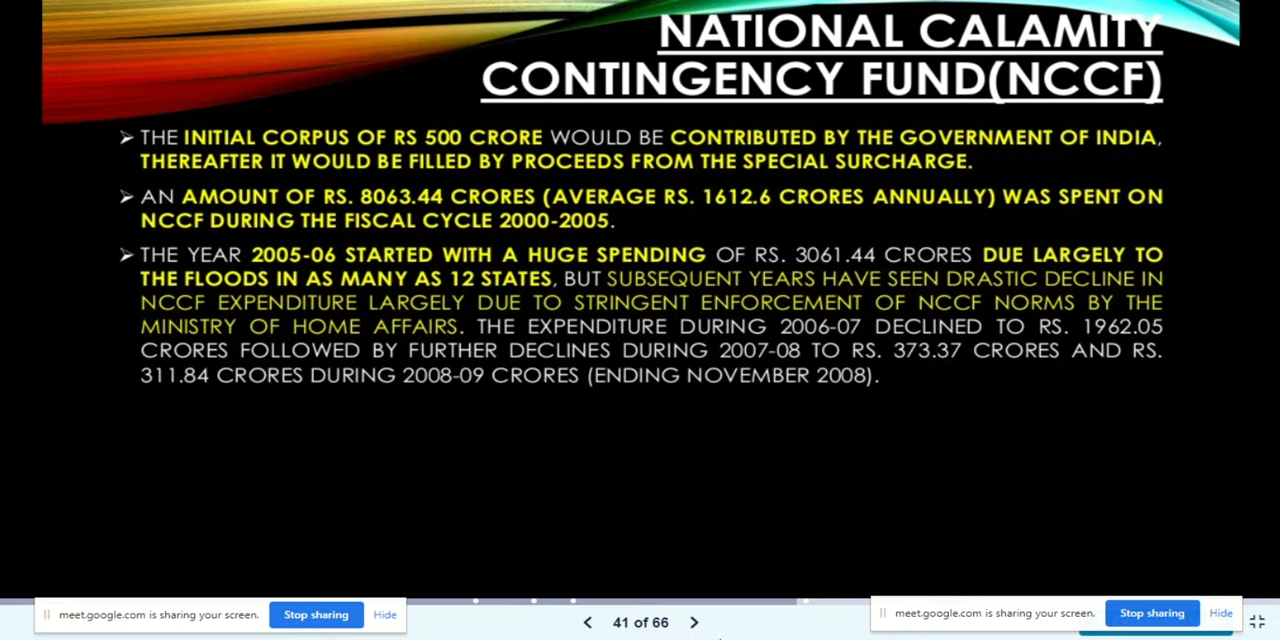 NATIONAL CALAMITY
CONTINGENCY FUND(NCCF)
➢ THE INITIAL CORPUS OF RS 500 CRORE WOULD BE CONTRIBUTED BY THE GOVERNMENT OF INDIA,
THEREAFTER IT WOULD BE FILLED BY PROCEEDS FROM THE SPECIAL SURCHARGE.
➢ AN AMOUNT OF RS. 8063.44 CRORES (AVERAGE RS. 1612.6 CRORES ANNUALLY) WAS SPENT ON
NCCF DURING THE FISCAL CYCLE 2000-2005.
➢ THE YEAR 2005-06 STARTED WITH A HUGE SPENDING OF RS. 3061.44 CRORES DUE LARGELY TO
THE FLOODS IN AS MANY AS 12 STATES, BUT SUBSEQUENT YEARS HAVE SEEN DRASTIC DECLINE IN
NCCF EXPENDITURE LARGELY DUE TO STRINGENT ENFORCEMENT OF NCCF NORMS BY THE
MINISTRY OF HOME AFFAIRS. THE EXPENDITURE DURING 2006-07 DECLINED TO RS. 1962.05
CRORES FOLLOWED BY FURTHER DECLINES DURING 2007-08 TO RS. 373.37 CRORES AND RS.
311.84 CRORES DURING 2008-09 CRORES (ENDING NOVEMBER 2008).
meet.google.com is sharing your screen. Stop sharing Hide
41 of 66
meet.google.com is sharing your screen. Stop sharing Hide